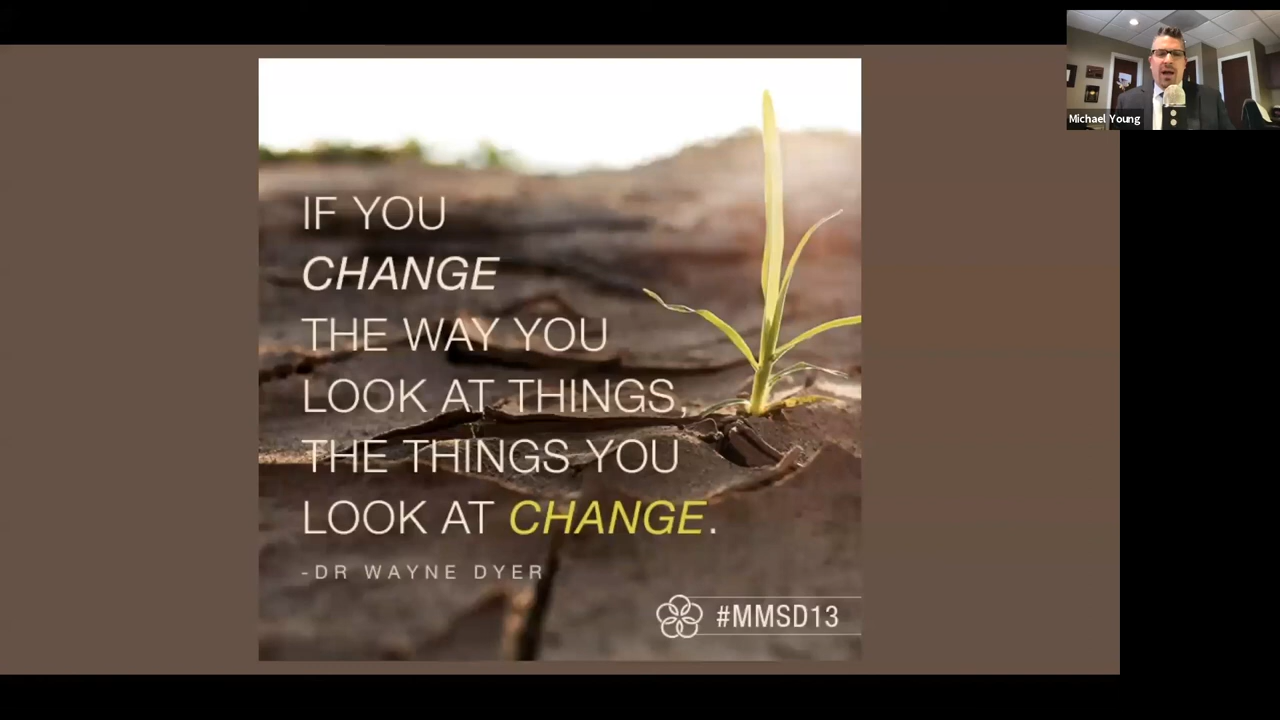 IF YOU
CHANGE
THE WAY YOU
LOOK AT THINGS,
THE THINGS YOU
LOOK AT CHANGE.
-DR WAYNE DYER
#MMSD13
Michael Young